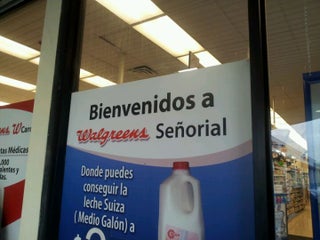 Bienvenidos a
Walgreens Señorial
Donde puedes
conseguir la
leche Suiza
(Medio Galón) a